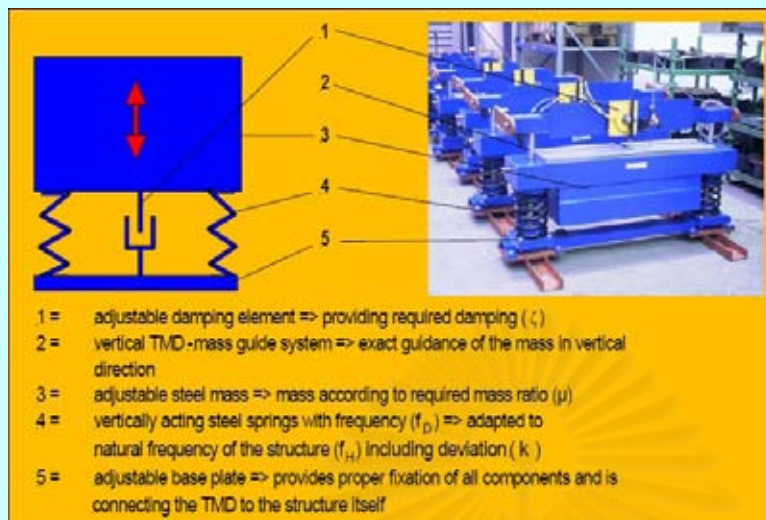 1
2
3
4
5
1 = adjustable damping element => providing required damping ( ζ )
2 = vertical TMD-mass guide system => exact guidance of the mass in vertical
direction
3 = adjustable steel mass => mass according to required mass ratio (μ)
4 = vertically acting steel springs with frequency (f_D) => adapted to
natural frequency of the structure (f_H) including deviation ( k )
5 = adjustable base plate => provides proper fixation of all components and is
connecting the TMD to the structure itself